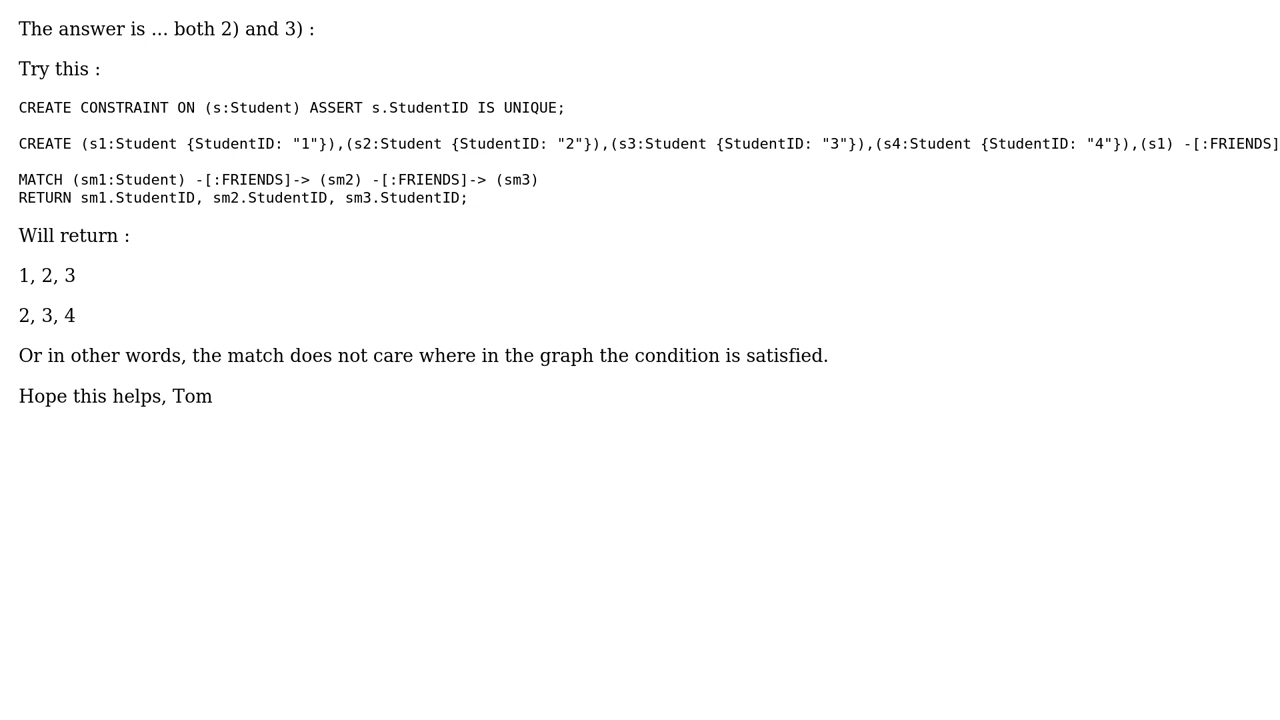 The answer is ... both 2) and 3) :
Try this :
CREATE CONSTRAINT ON (s:Student) ASSERT s.StudentID IS UNIQUE;
CREATE (s1:Student {StudentID: "1"}),(s2:Student {StudentID: "2"}),(s3:Student {StudentID: "3"}),(s4:Student {StudentID: "4"}),(s1) -[:FRIENDS]
MATCH (sm1:Student) -[:FRIENDS]-> (sm2) -[:FRIENDS]-> (sm3)
RETURN sm1.StudentID, sm2.StudentID, sm3.StudentID;
Will return :
1, 2, 3
2, 3, 4
Or in other words, the match does not care where in the graph the condition is satisfied.
Hope this helps, Tom